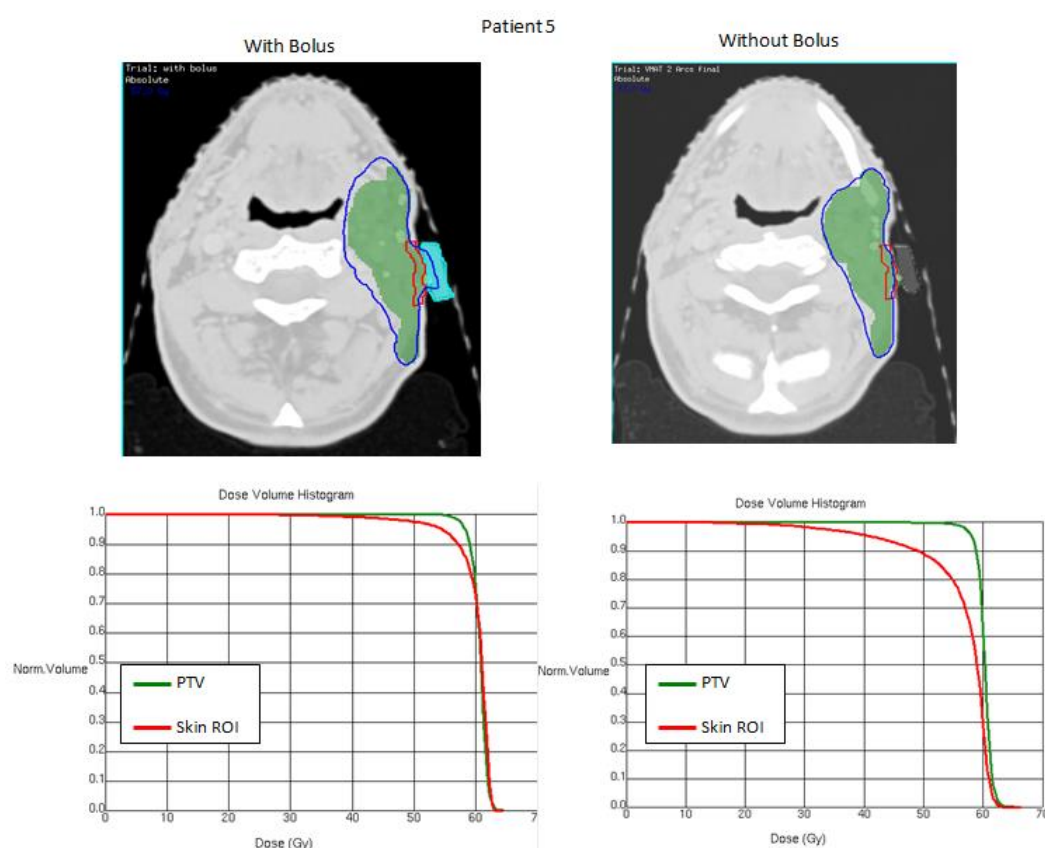 Patient 5
With Bolus
Without Bolus
Trial: with bolus
Absolute
Trial: VMAT 2 Arcs Final
Absolute
Dose Volume Histogram
1.0
0.9
0.8
0.7
0.6
0.5
Norm.Volume
0.4
0.3
0.2
0.1
0.0
0 10 20 30 40 50 60 70
Dose (Gy)
PTV
Skin ROI
Dose Volume Histogram
1.0
0.9
0.8
0.7
0.6
0.5
Norm.Volume
0.4
0.3
0.2
0.1
0.0
0 10 20 30 40 50 60 70
Dose (Gy)
PTV
Skin ROI